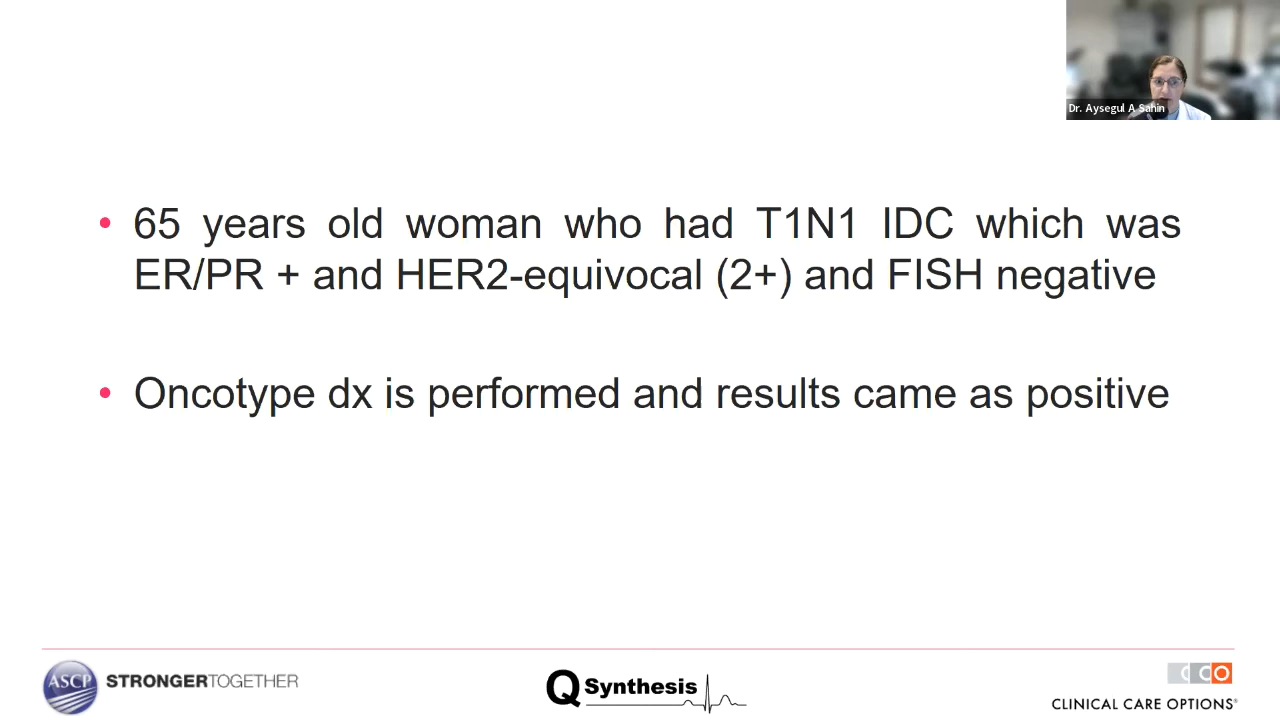 Dr. Aysegul A Sahin
• 65 years old woman who had T1N1 IDC which was
ER/PR + and HER2-equivocal (2+) and FISH negative
• Oncotype dx is performed and results came as positive
ASCP STRONGERTOGETHER
Q Synthesis
CCO
CLINICAL CARE OPTIONS®